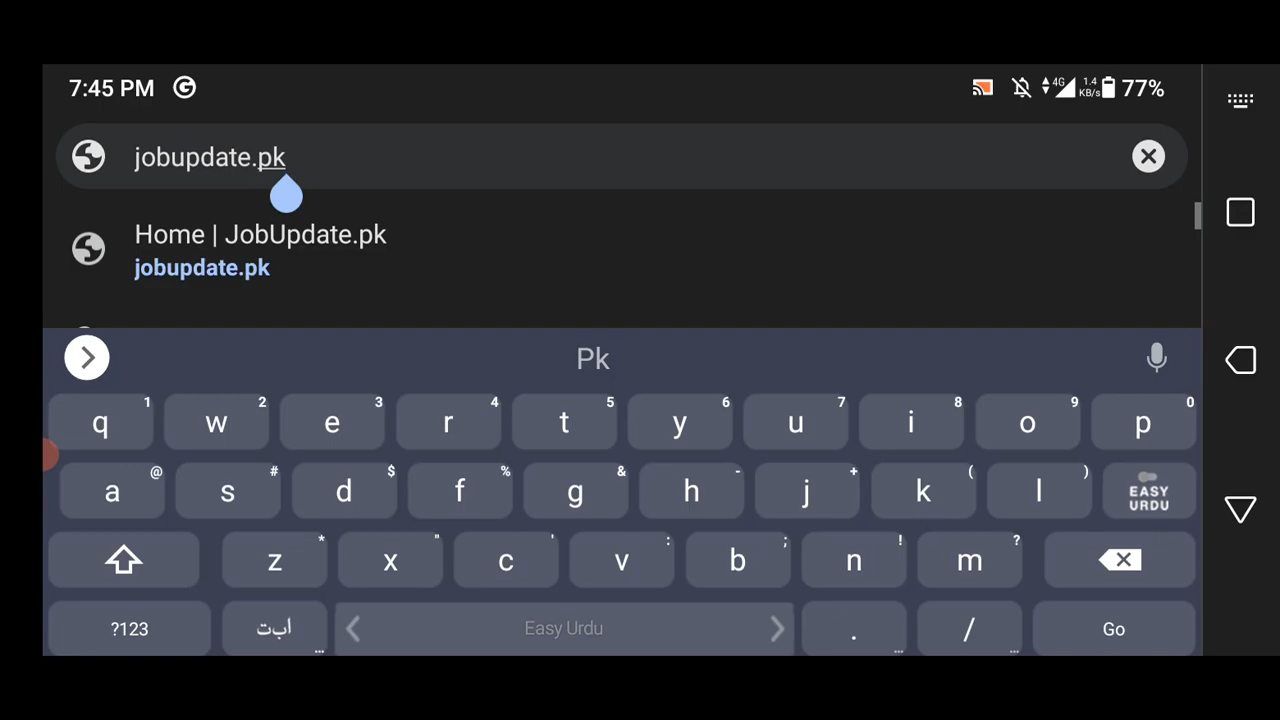 7:45 PM 4G 1.4 KB/s 77%
jobupdate.pk
Home | JobUpdate.pk
jobupdate.pk
Pk
1 2 3 4 5 6 7 8 9 0
q w e r t y u i o p
@ # $ % & - + ( )
a s d f g h j k l EASY URDU
* " ' : ; ! ?
z x c v b n m
?123 ابت ... Easy Urdu . ... / ... Go